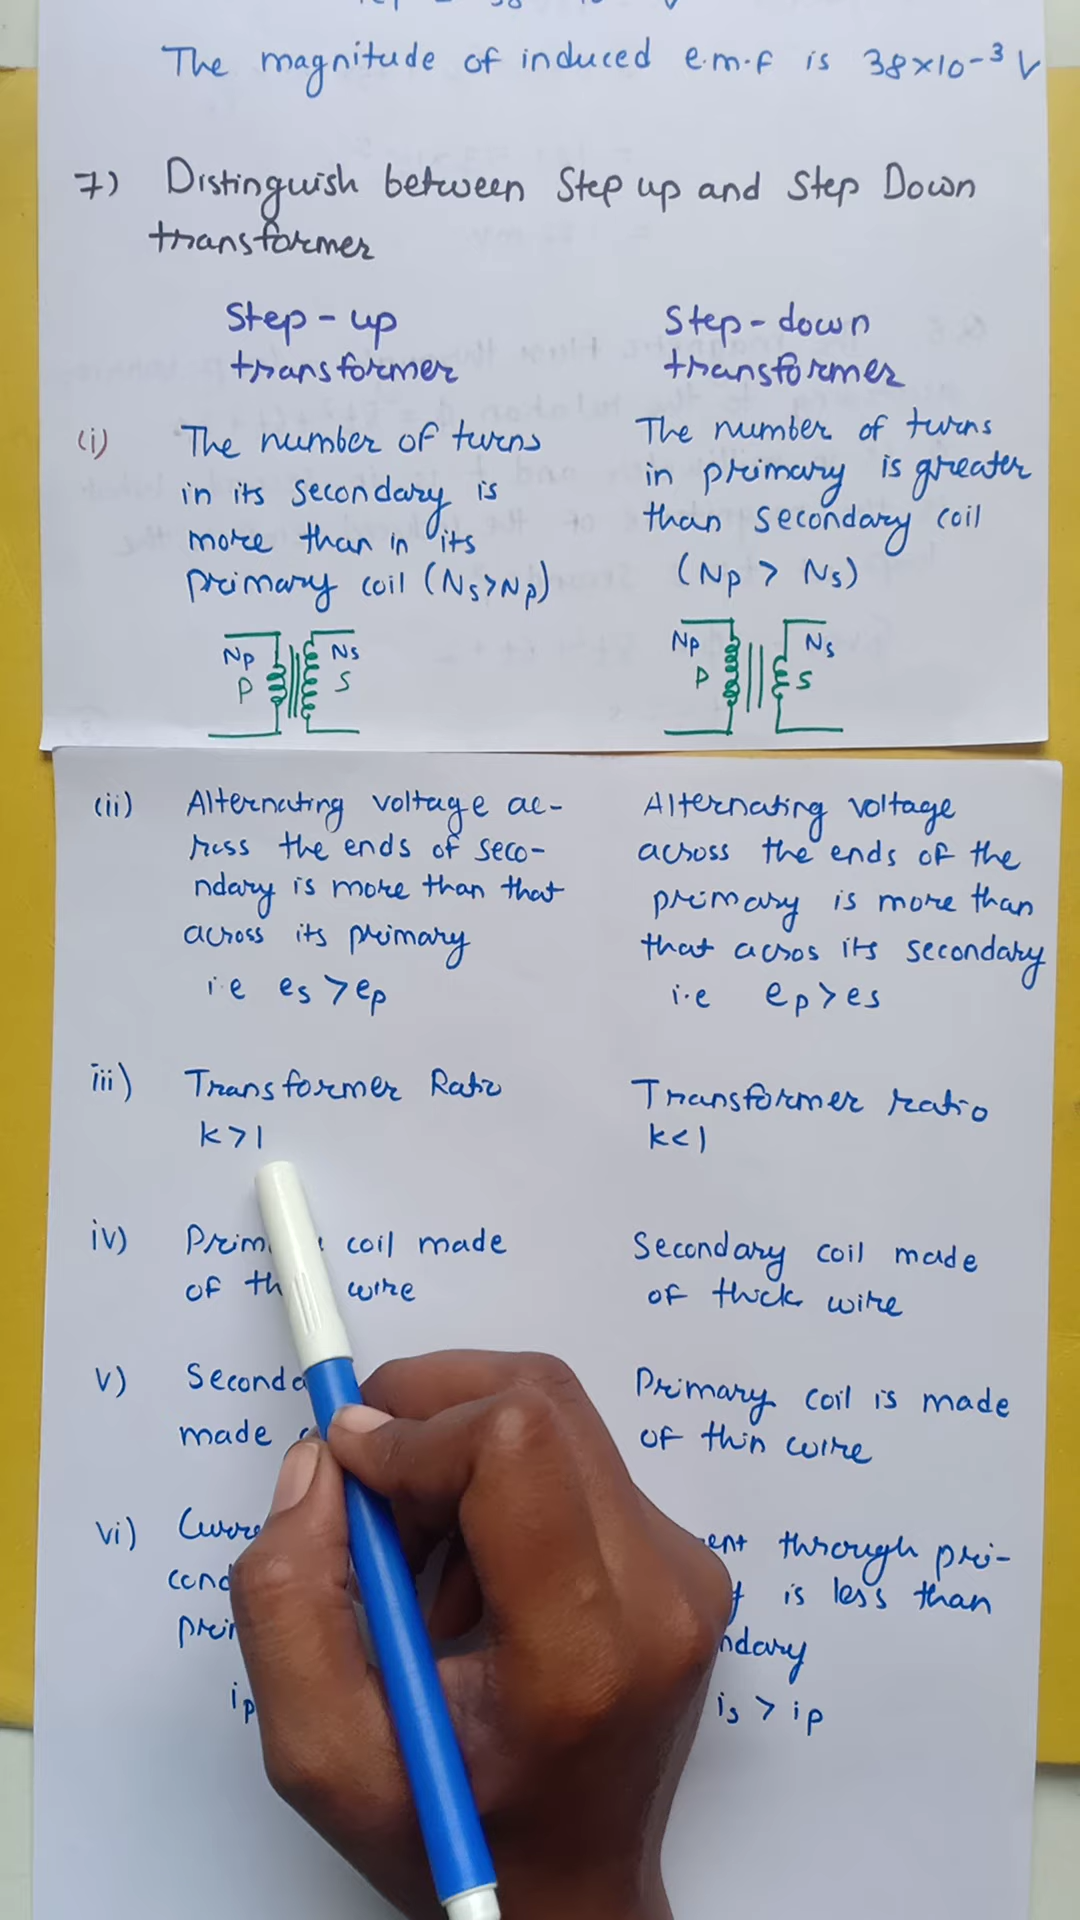 The magnitude of induced e.m.f is 38×10⁻³ V
7) Distinguish between Step up and Step Down
transformer
Step-up
transformer
Step-down
transformer
(i) The number of turns
in its secondary is
more than in its
primary coil (Ns>Np)
The number of turns
in primary is greater
than secondary coil
(Np > Ns)
Np
P
Ns
S
Np
P
Ns
S
(ii) Alternating voltage ac-
ross the ends of seco-
ndary is more than that
across its primary
i.e es > ep
Alternating voltage
across the ends of the
primary is more than
that acros its secondary
i.e ep > es
iii) Transformer Ratio
k > 1
Transformer ratio
k < 1
iv) coil made
of wire
Secondary coil made
of thick wire
v)
made
Primary coil is made
of thin wire
vi)
ip
through pri-
is less than
is > ip